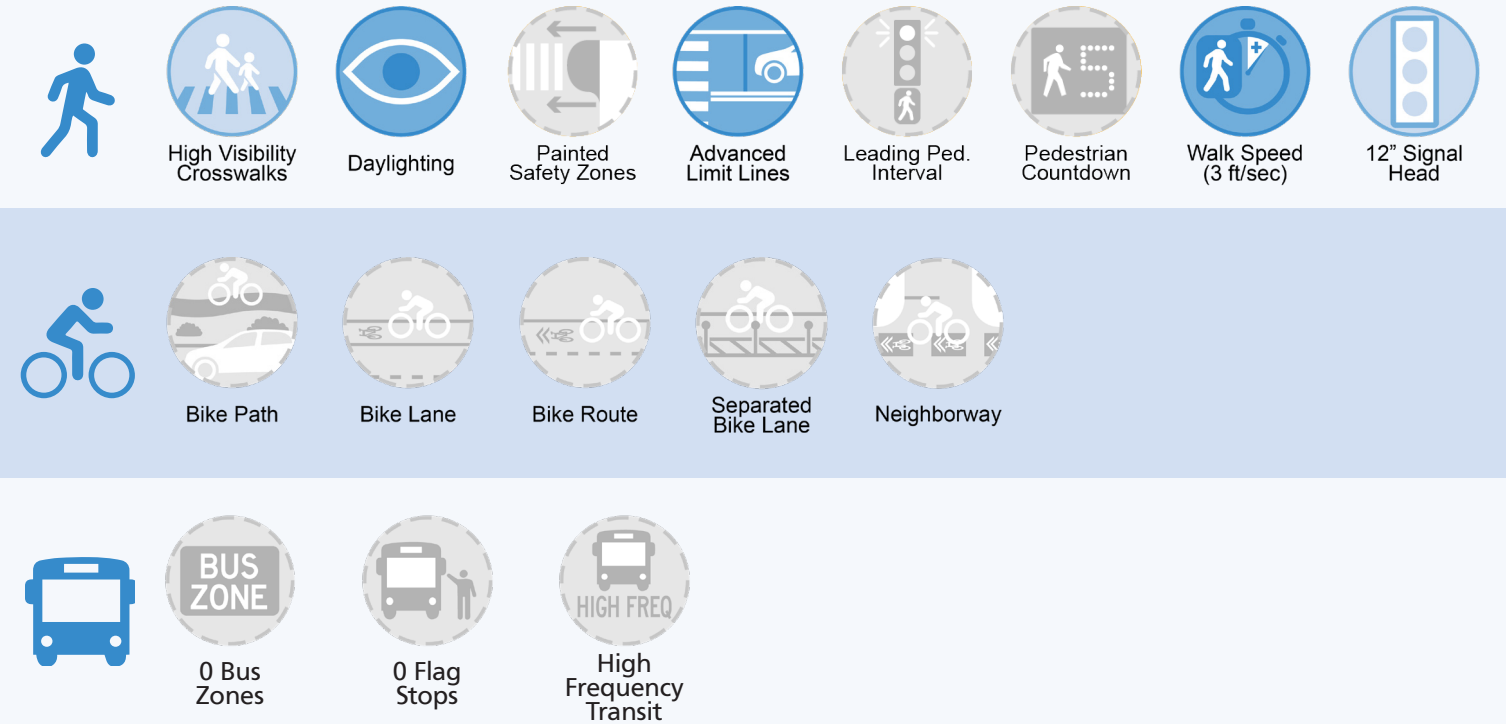 High Visibility
Crosswalks
Daylighting
Painted
Safety Zones
Advanced
Limit Lines
Leading Ped.
Interval
5
Pedestrian
Countdown
Walk Speed
(3 ft/sec)
12” Signal
Head
Bike Path
Bike Lane
Bike Route
Separated
Bike Lane
Neighborway
BUS
ZONE
0 Bus
Zones
0 Flag
Stops
HIGH FREQ
High
Frequency
Transit